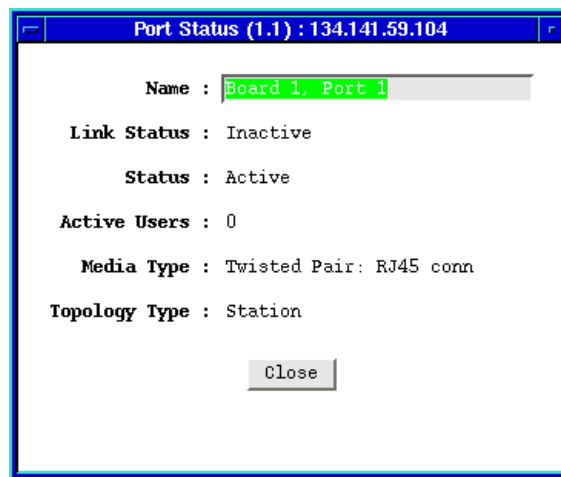 Port Status (1.1) : 134.141.59.104
Name : Board 1, Port 1
Link Status : Inactive
Status : Active
Active Users : 0
Media Type : Twisted Pair: RJ45 conn
Topology Type : Station
Close